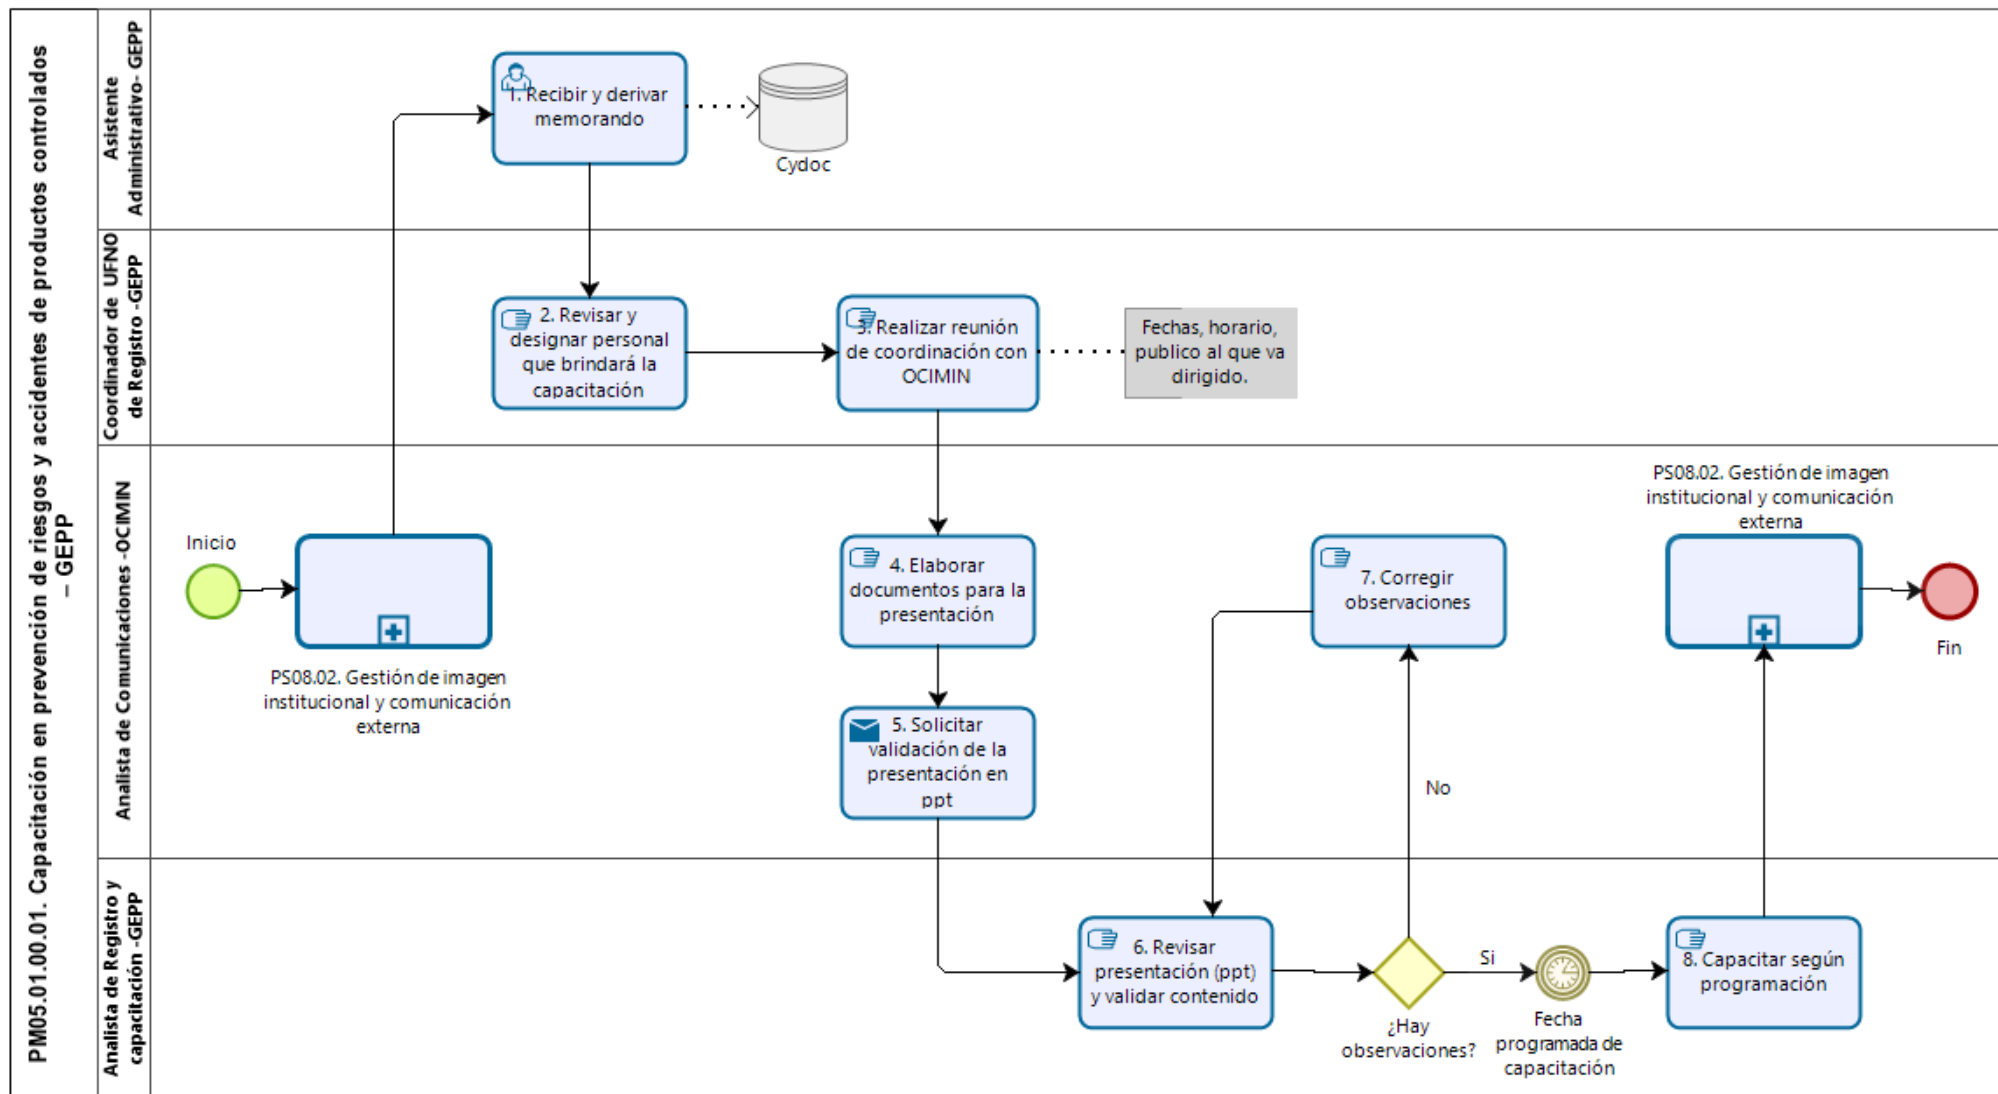 PM05.01.00.01. Capacitación en prevención de riesgos y accidentes de productos controlados
– GEPP
Asistente
Administrativo- GEPP
1. Recibir y derivar
memorando
Cydoc
Coordinador de UFNO
de Registro -GEPP
2. Revisar y
designar personal
que brindará la
capacitación
3. Realizar reunión
de coordinación con
OCIMIN
Fechas, horario,
publico al que va
dirigido.
Analista de Comunicaciones -OCIMIN
Inicio
PS08.02. Gestión de imagen
institucional y comunicación
externa
4. Elaborar
documentos para la
presentación
5. Solicitar
validación de la
presentación en
ppt
7. Corregir
observaciones
No
PS08.02. Gestión de imagen
institucional y comunicación
externa
Fin
Analista de Registro y
capacitación -GEPP
6. Revisar
presentación (ppt)
y validar contenido
¿Hay
observaciones?
Si
Fecha
programada de
capacitación
8. Capacitar según
programación